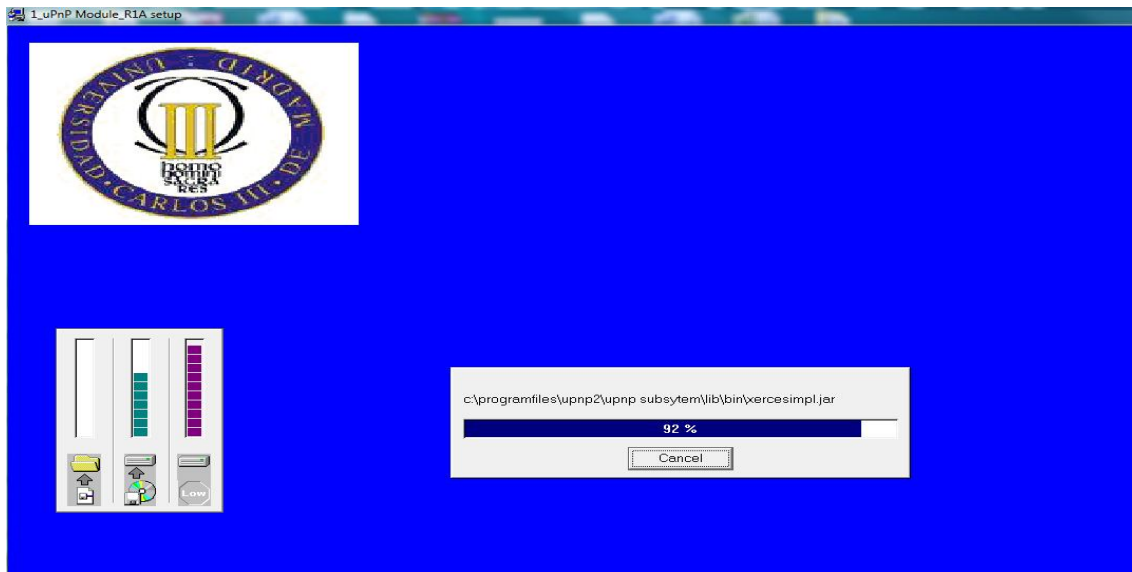 1_uPnP Module_R1A setup
UNIVERSIDAD · CARLOS III · DE MADRID :
homo
homini
SACRA
RES
c:\programfiles\upnp2\upnp subsytem\lib\bin\xercesimpl.jar
92 %
Cancel
Low